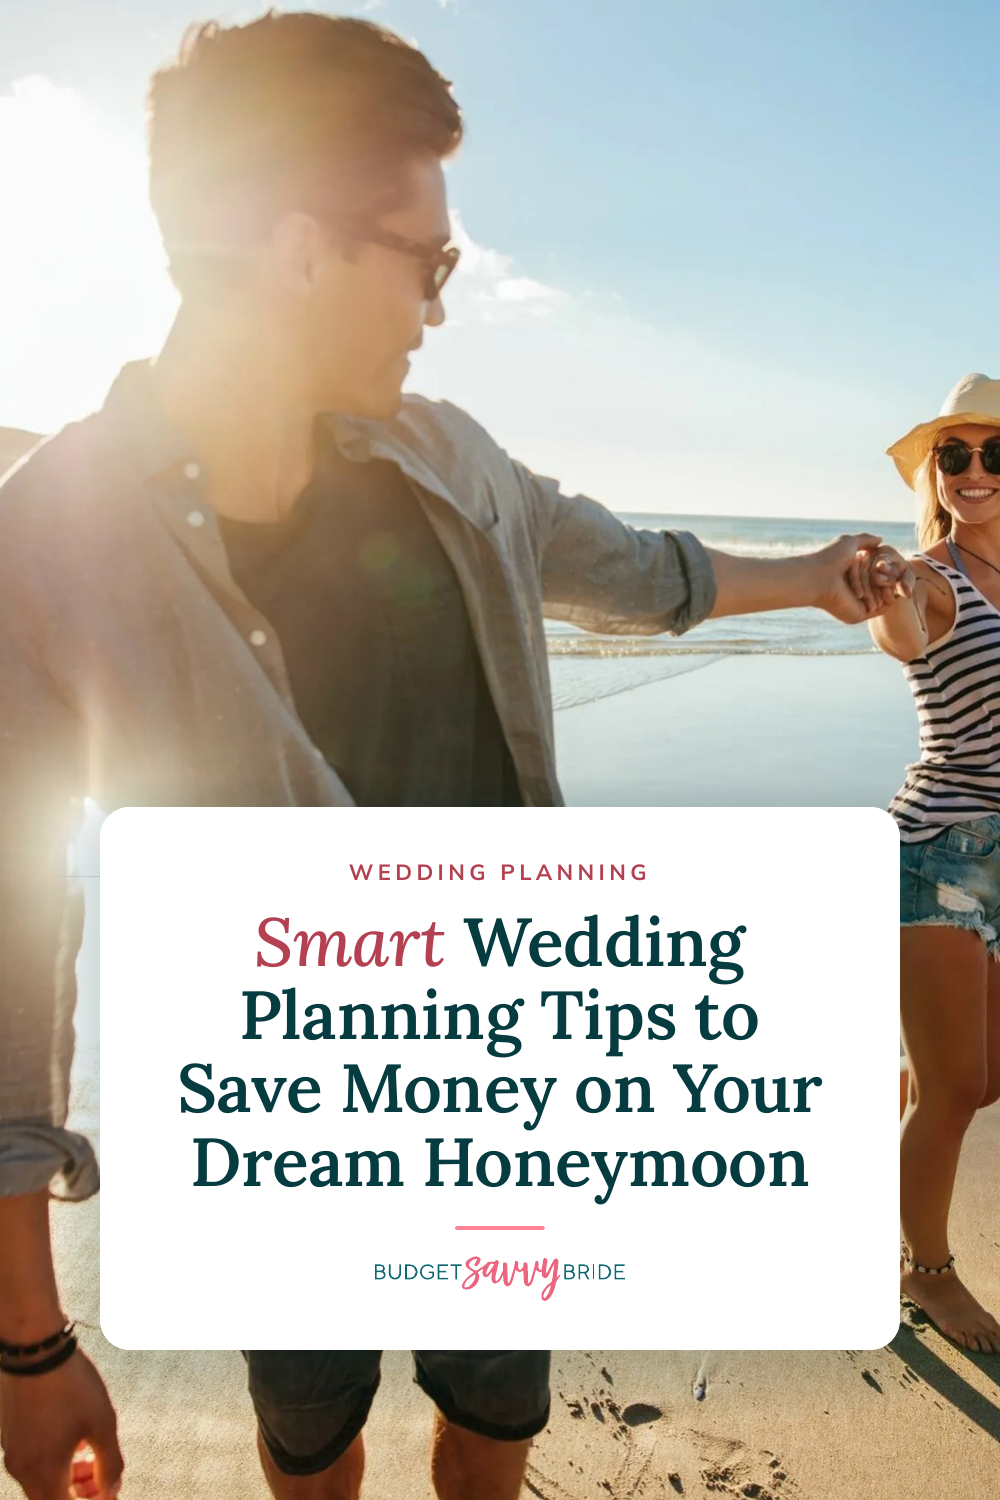 WEDDING PLANNING
Smart Wedding
Planning Tips to
Save Money on Your
Dream Honeymoon
BUDGET savvy BRIDE